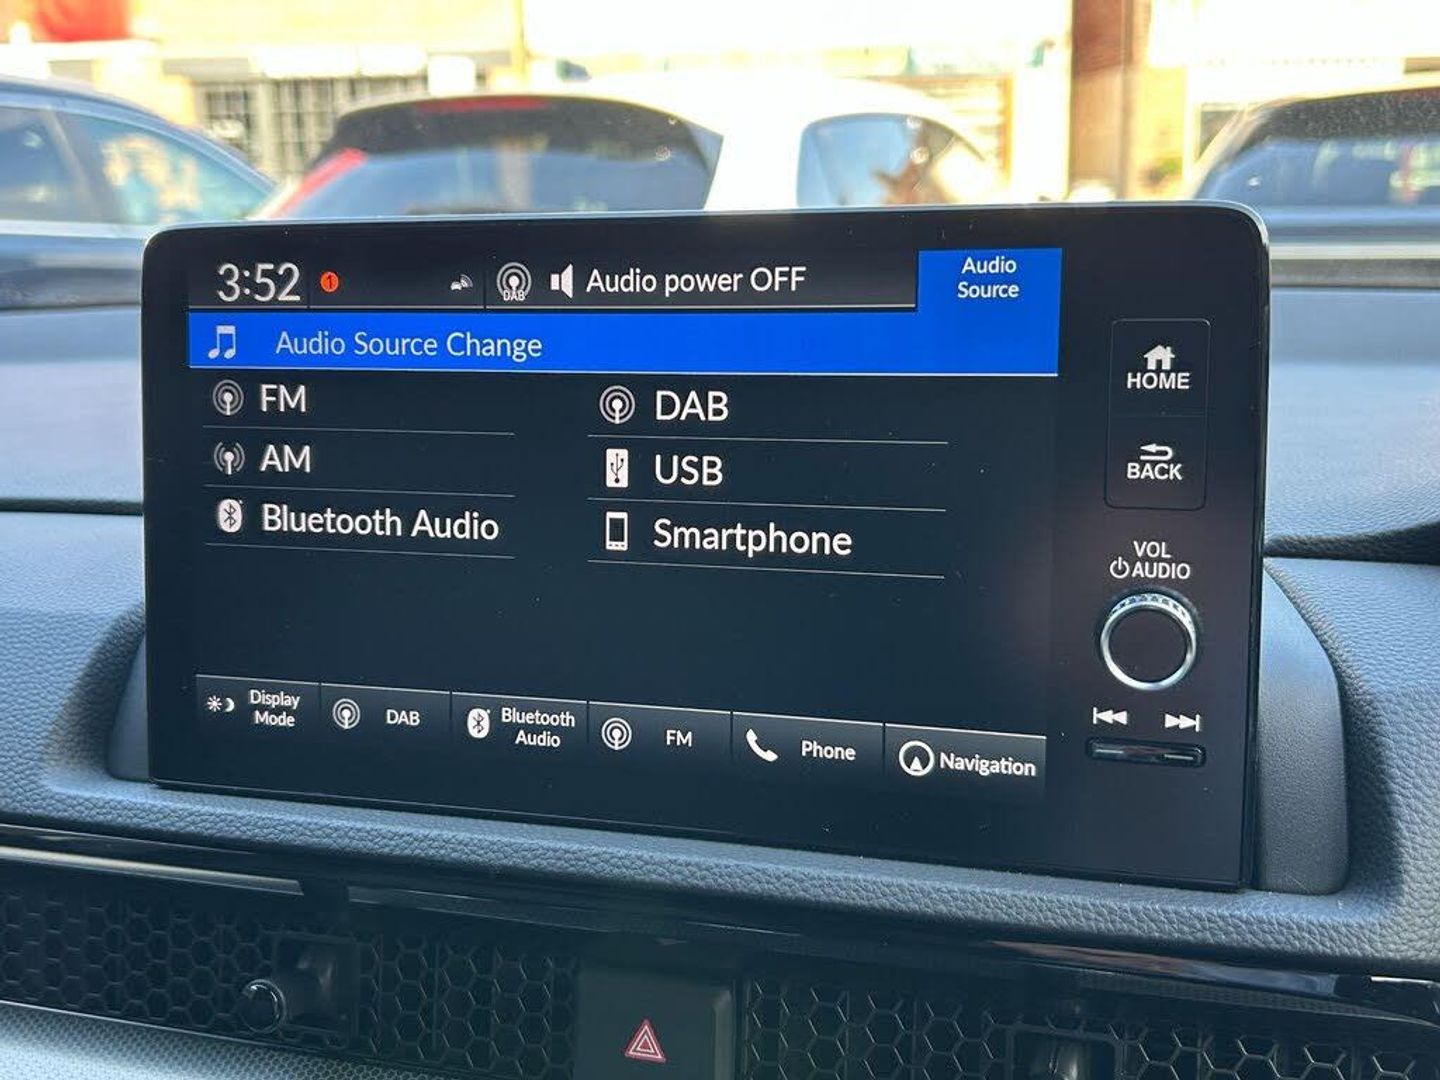 3:52
1
DAB
Audio power OFF
Audio
Source
Audio Source Change
FM
DAB
AM
USB
Bluetooth Audio
Smartphone
HOME
BACK
VOL
AUDIO
Display
Mode
DAB
Bluetooth
Audio
FM
Phone
Navigation